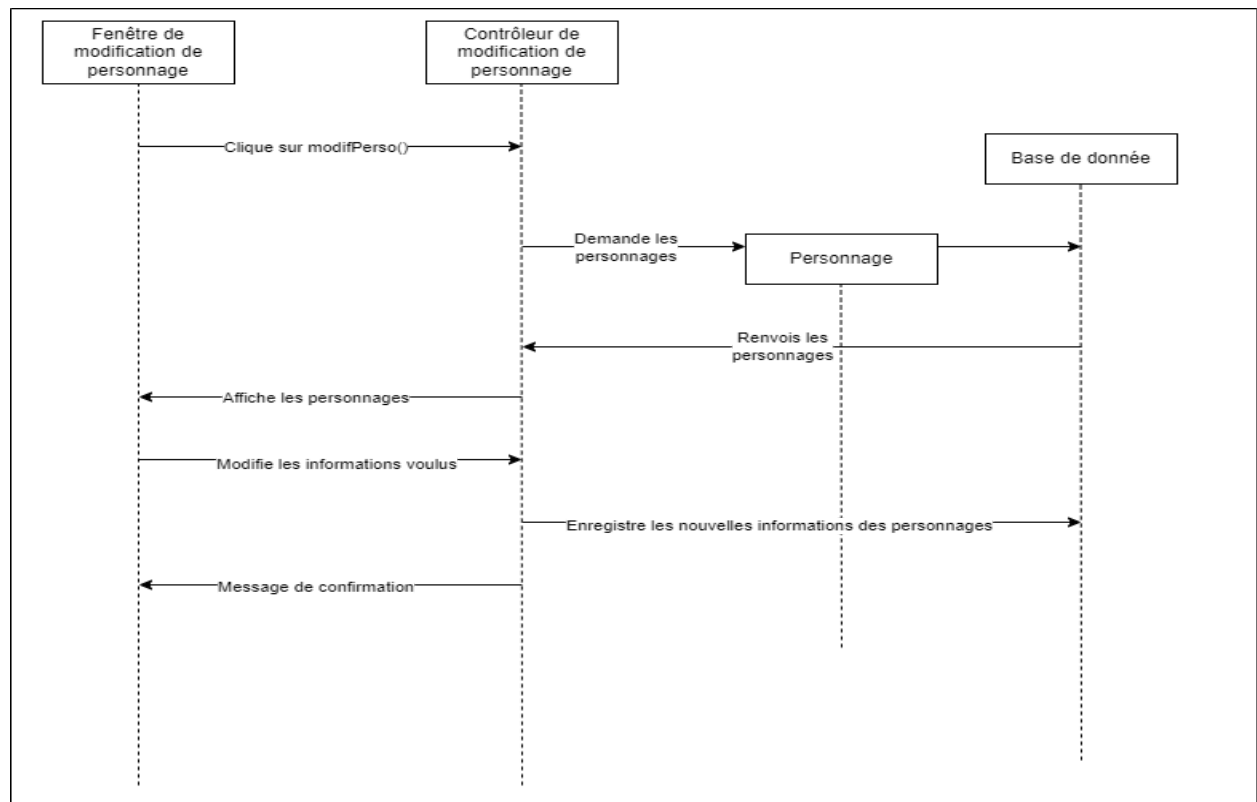 Fenêtre de
modification de
personnage
Contrôleur de
modification de
personnage
Clique sur modifPerso()
Base de donnée
Demande les
personnages
Personnage
Renvois les
personnages
Affiche les personnages
Modifie les informations voulus
Enregistre les nouvelles informations des personnages
Message de confirmation